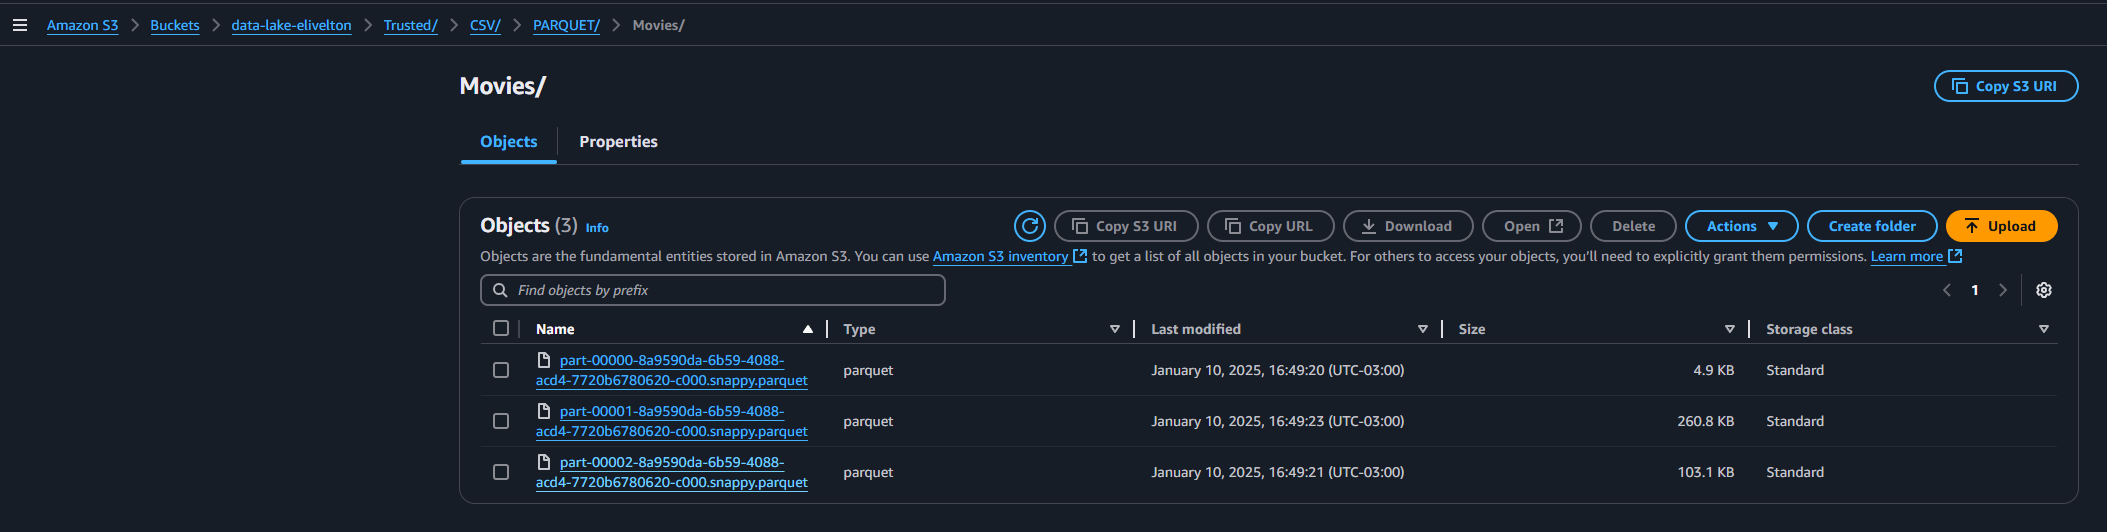 Amazon S3 Buckets data-lake-elivelton Trusted/ CSV/ PARQUET/ Movies/
Movies/
Copy S3 URI
Objects Properties
Objects (3) Info
Copy S3 URI Copy URL Download Open Delete Actions Create folder Upload
Objects are the fundamental entities stored in Amazon S3. You can use Amazon S3 inventory to get a list of all objects in your bucket. For others to access your objects, you'll need to explicitly grant them permissions. Learn more
Find objects by prefix
1
Name Type Last modified Size Storage class
part-00000-8a9590da-6b59-4088-
acd4-7720b6780620-c000.snappy.parquet
parquet January 10, 2025, 16:49:20 (UTC-03:00) 4.9 KB Standard
part-00001-8a9590da-6b59-4088-
acd4-7720b6780620-c000.snappy.parquet
parquet January 10, 2025, 16:49:23 (UTC-03:00) 260.8 KB Standard
part-00002-8a9590da-6b59-4088-
acd4-7720b6780620-c000.snappy.parquet
parquet January 10, 2025, 16:49:21 (UTC-03:00) 103.1 KB Standard